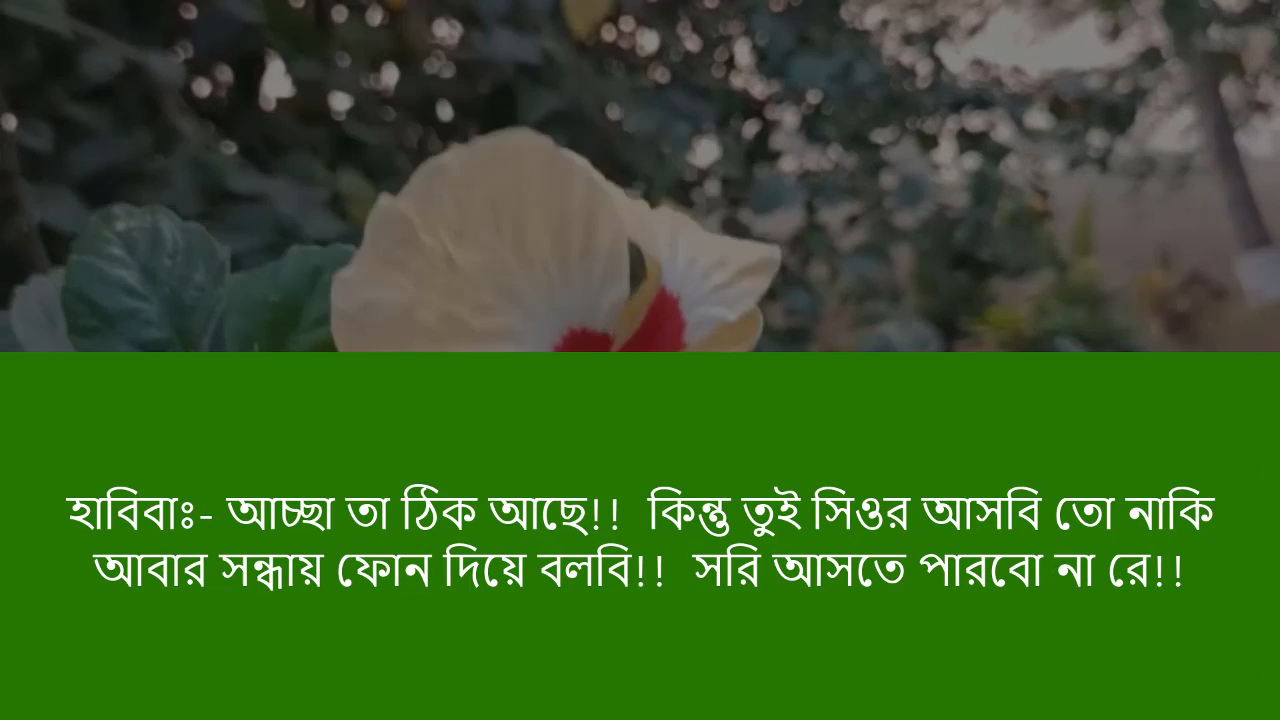 হাবিবাঃ- আচ্ছা তা ঠিক আছে!! কিন্তু তুই সিওর আসবি তো নাকি
আবার সন্ধায় ফোন দিয়ে বলবি!! সরি আসতে পারবো না রে!!